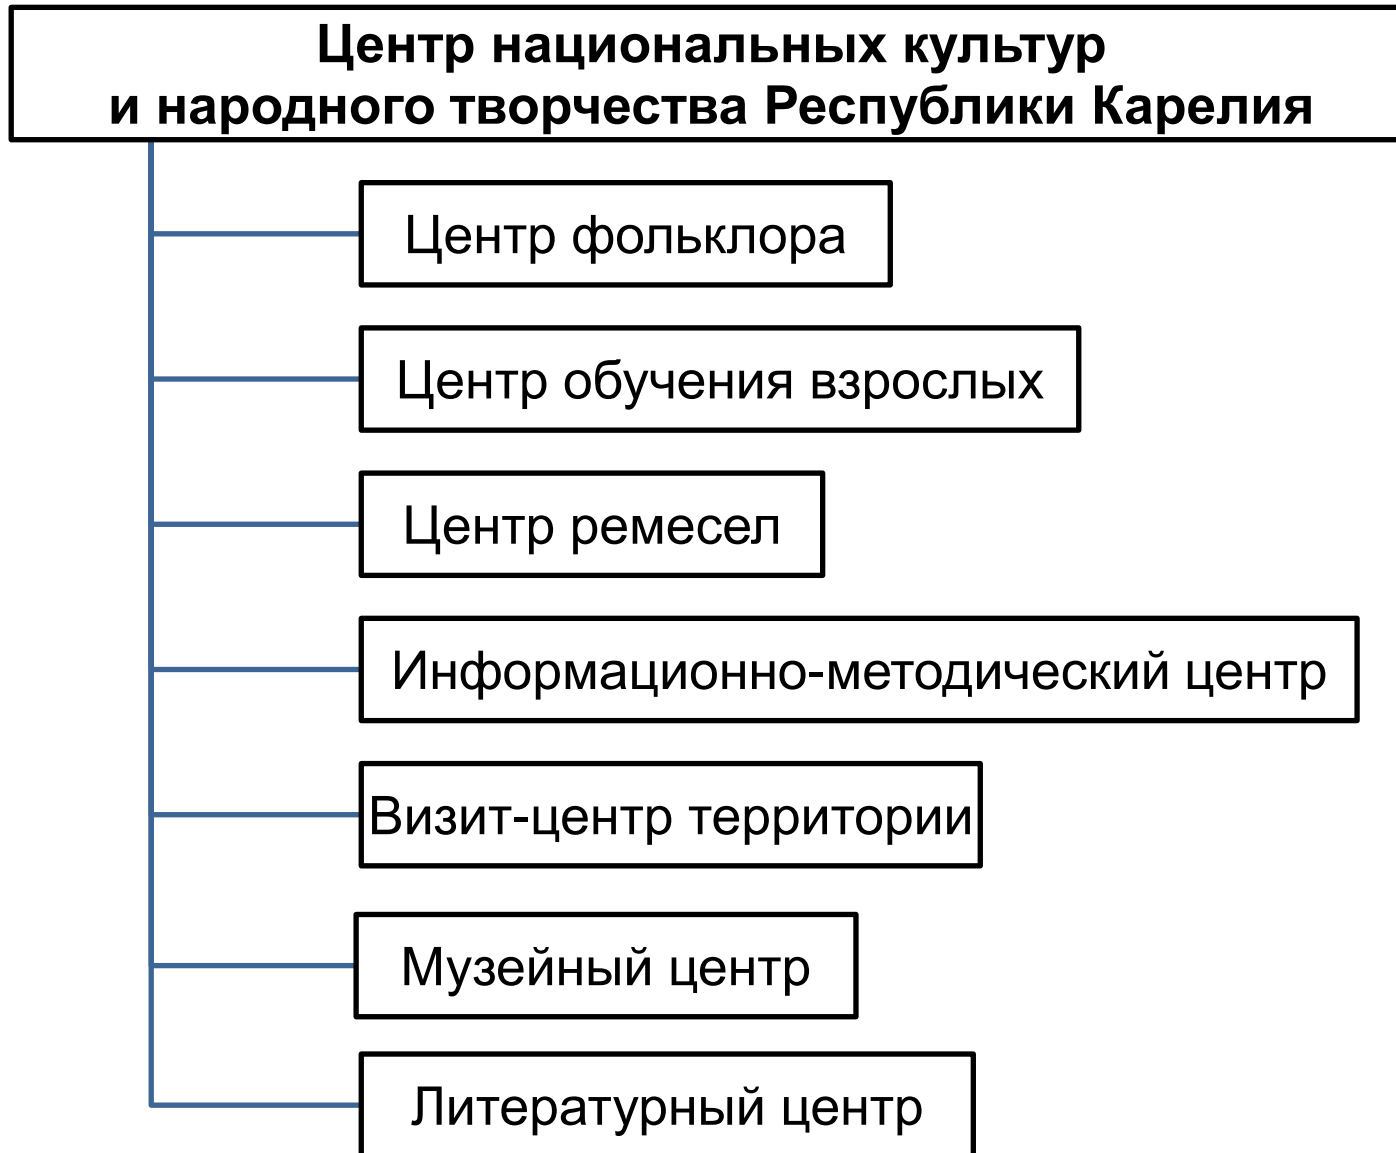 Центр национальных культур
и народного творчества Республики Карелия
Центр фольклора
Центр обучения взрослых
Центр ремесел
Информационно-методический центр
Визит-центр территории
Музейный центр
Литературный центр